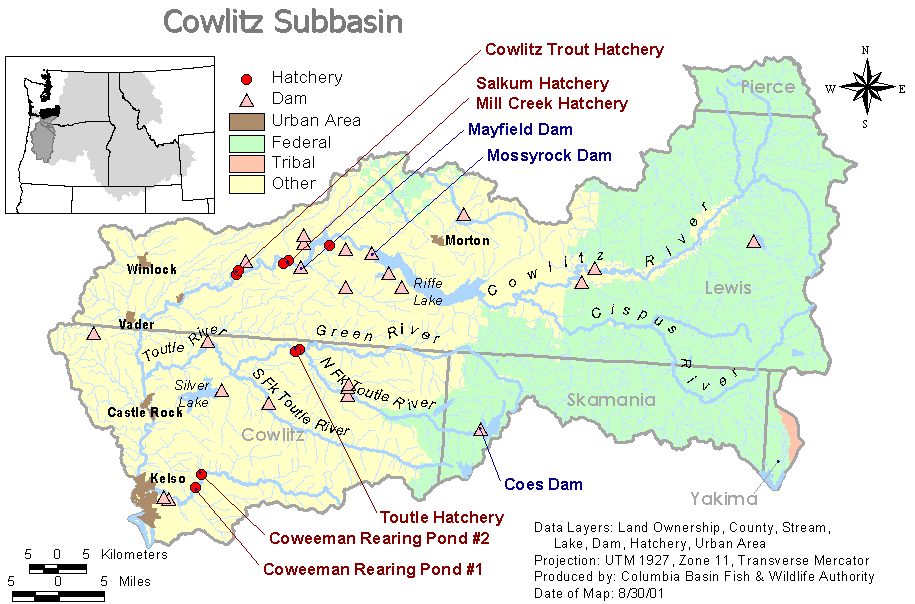 Cowlitz Subbasin
Hatchery
Dam
Urban Area
Federal
Tribal
Other
Cowlitz Trout Hatchery
Salkum Hatchery
Mill Creek Hatchery
Mayfield Dam
Mossyrock Dam
N
W
E
S
Pierce
Morton
Winlock
Cowlitz River
Riffe
Lake
Lewis
Vader
Cispus River
Green River
Toutle River
N Fk Toutle River
S Fk Toutle River
Silver
Lake
Castle Rock
Skamania
Cowlitz
Kelso
Coes Dam
Yakima
Toutle Hatchery
Coweeman Rearing Pond #2
Coweeman Rearing Pond #1
5 0 5 Kilometers
5 0 5 Miles
Data Layers: Land Ownership, County, Stream,
Lake, Dam, Hatchery, Urban Area
Projection: UTM 1927, Zone 11, Transverse Mercator
Produced by: Columbia Basin Fish & Wildlife Authority
Date of Map: 8/30/01